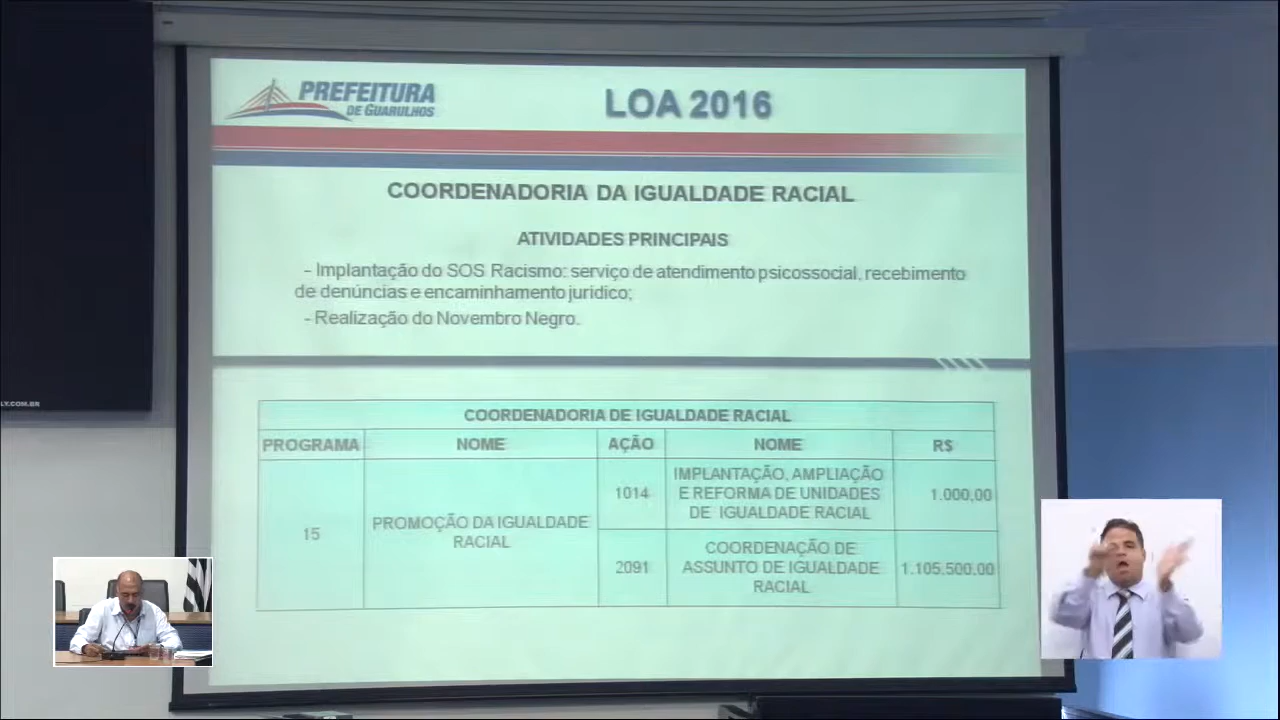 PREFEITURA
DE GUARULHOS
LOA 2016
COORDENADORIA DA IGUALDADE RACIAL
ATIVIDADES PRINCIPAIS
- Implantação do SOS Racismo: serviço de atendimento psicossocial, recebimento
de denúncias e encaminhamento jurídico;
- Realização do Novembro Negro.
LY.COM.BR
COORDENADORIA DE IGUALDADE RACIAL
PROGRAMA NOME AÇÃO NOME R$
15 PROMOÇÃO DA IGUALDADE
RACIAL
1014 IMPLANTAÇÃO, AMPLIAÇÃO
E REFORMA DE UNIDADES
DE IGUALDADE RACIAL
1.000,00
2091 COORDENAÇÃO DE
ASSUNTO DE IGUALDADE
RACIAL
1.105.500,00